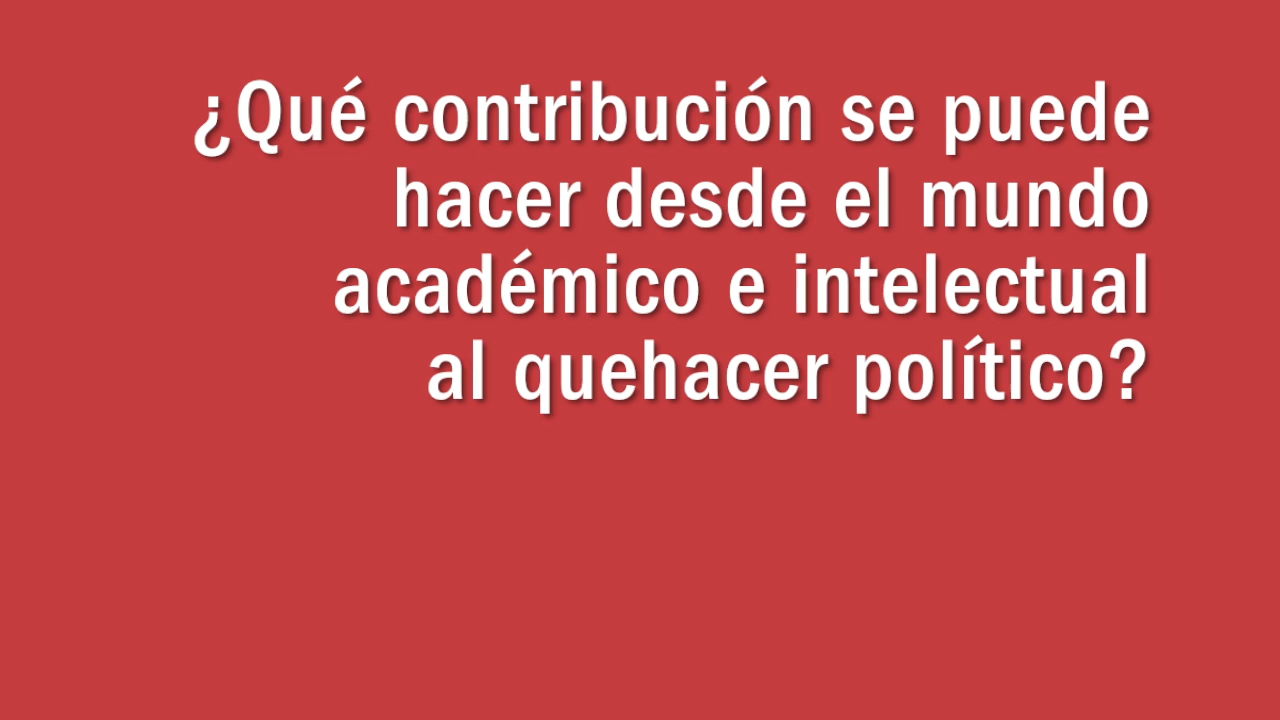 ¿Qué contribución se puede
hacer desde el mundo
académico e intelectual
al quehacer político?